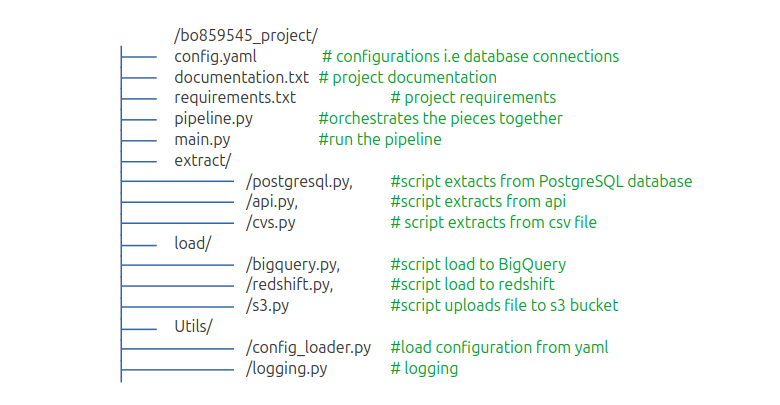 /bo859545_project/
config.yaml # configurations i.e database connections
documentation.txt # project documentation
requirements.txt # project requirements
pipeline.py #orchestrates the pieces together
main.py #run the pipeline
extract/
/postgresql.py, #script extacts from PostgreSQL database
/api.py, #script extracts from api
/cvs.py # script extracts from csv file
load/
/bigquery.py, #script load to BigQuery
/redshift.py, #script load to redshift
/s3.py #script uploads file to s3 bucket
Utils/
/config_loader.py #load configuration from yaml
/logging.py # logging